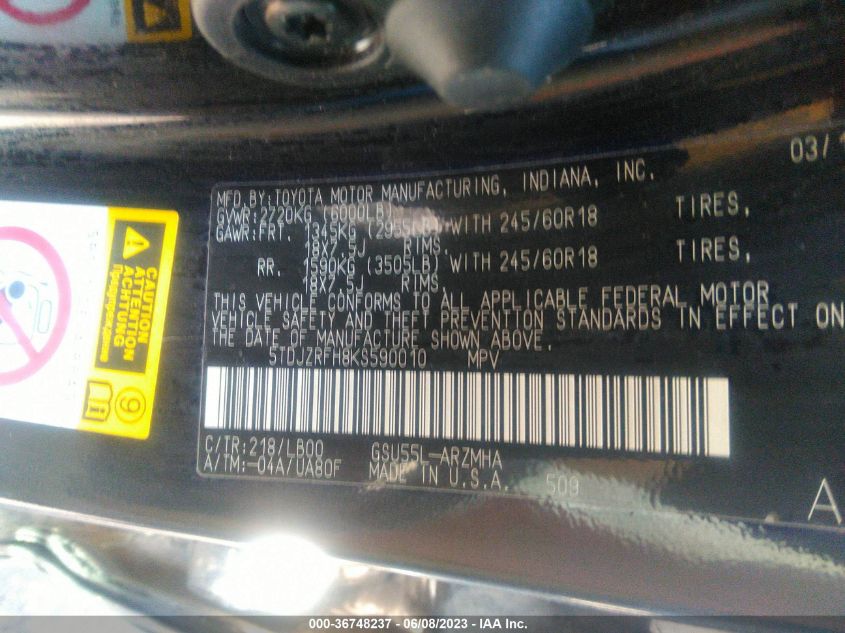 03/
MFD. BY: TOYOTA MOTOR MANUFACTURING, INDIANA, INC.
GVWR: 2720KG (6000LB)
GAWR: FRT. 1345KG (2955LB) WITH 245/60R18 TIRES,
18X7.5J RIMS.
RR. 1590KG (3505LB) WITH 245/60R18 TIRES,
18X7.5J RIMS.
THIS VEHICLE CONFORMS TO ALL APPLICABLE FEDERAL MOTOR
VEHICLE SAFETY AND THEFT PREVENTION STANDARDS IN EFFECT ON
THE DATE OF MANUFACTURE SHOWN ABOVE.
5TDJZRFH8KS590010 MPV
C/TR: 218/LB00 GSU55L-ARZMHA
A/TM: -04A/UA80F MADE IN U.S.A. 509
A
CAUTION
ATTENTION
ACHTUNG
9
000-36748237 - 06/08/2023 - IAA Inc.